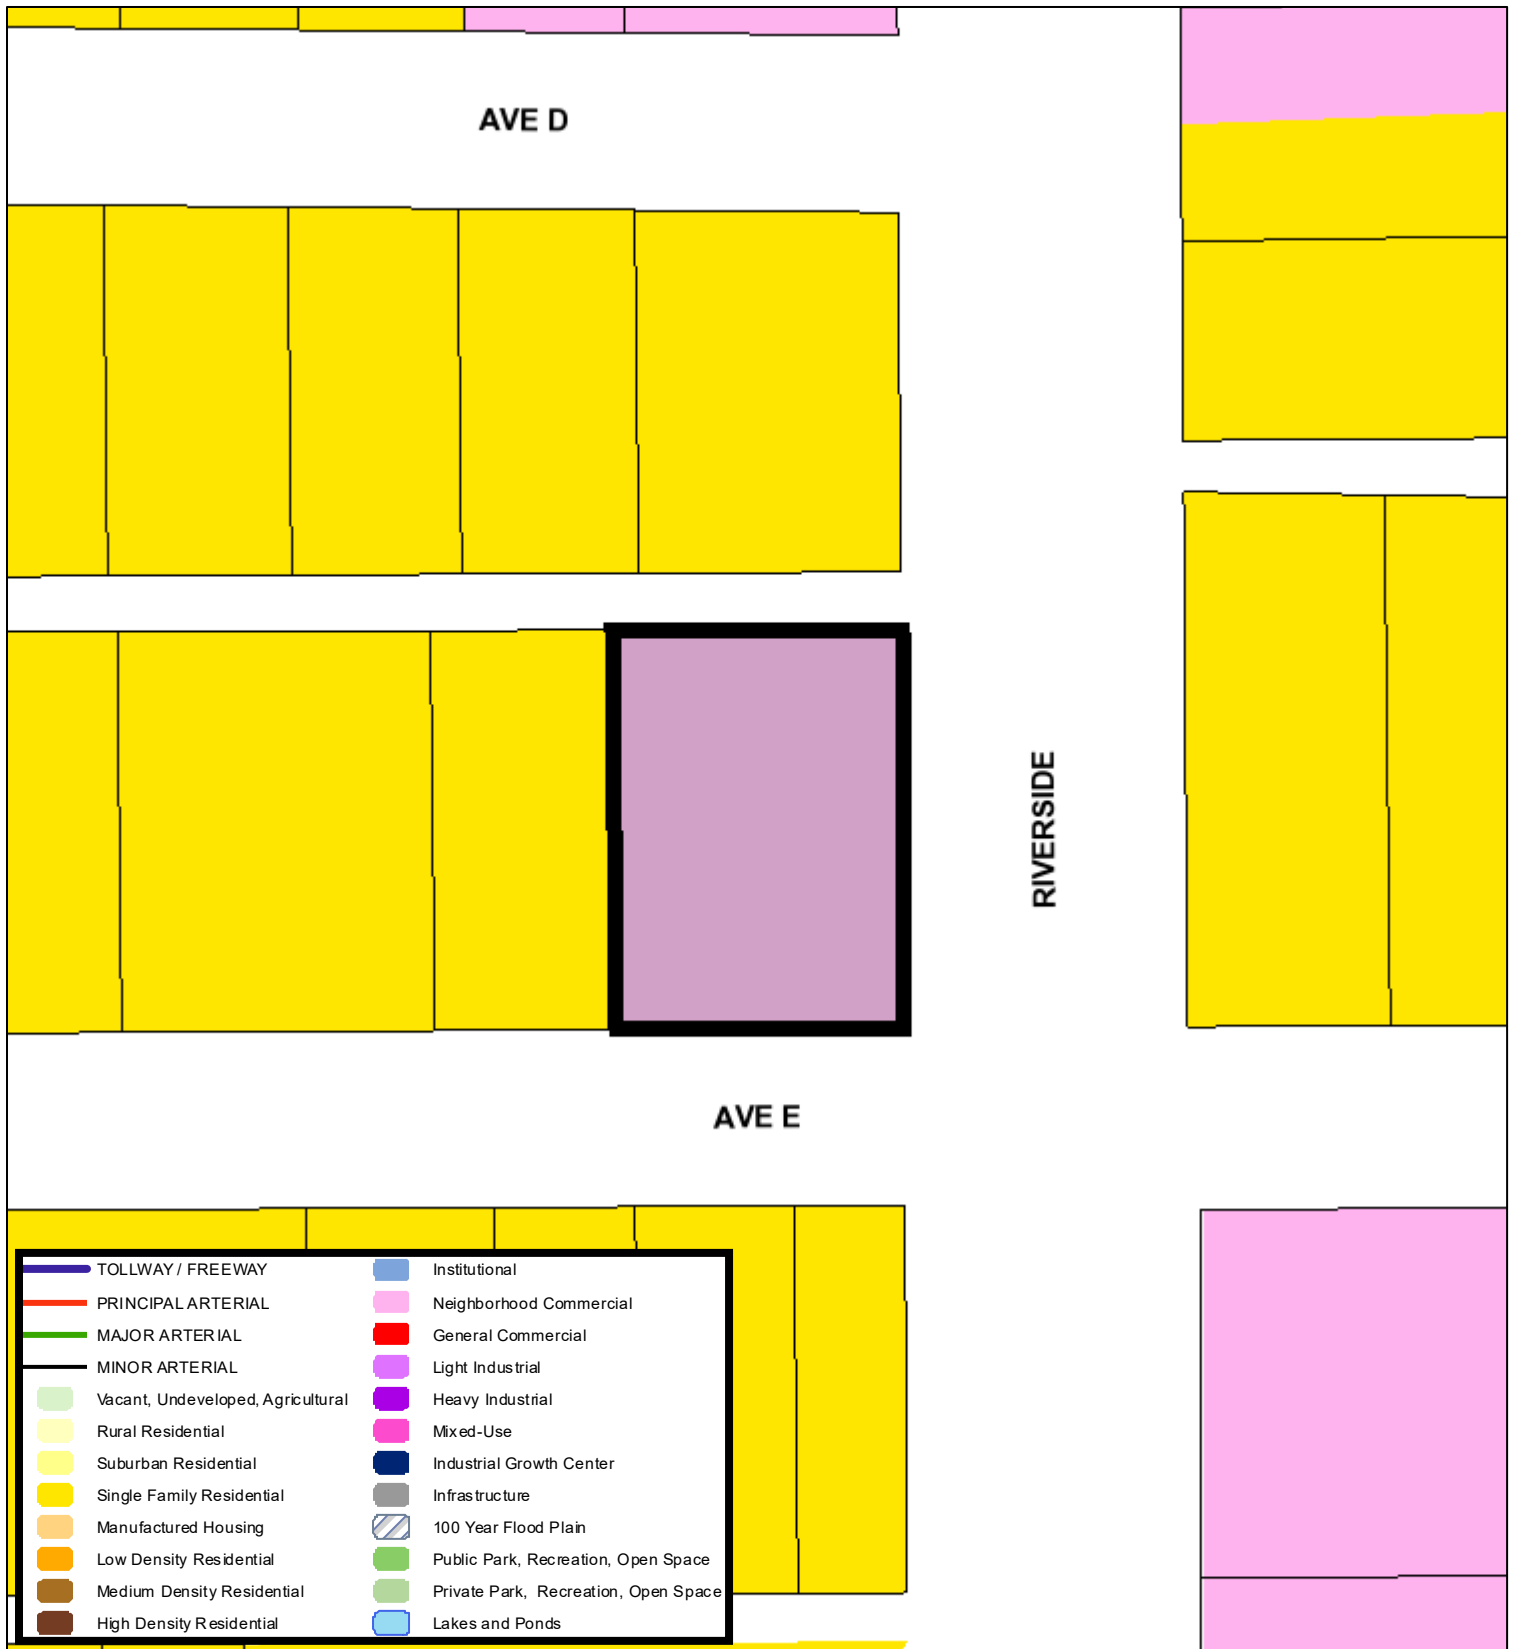 AVE D
RIVERSIDE
AVE E
TOLLWAY / FREEWAY
PRINCIPAL ARTERIAL
MAJOR ARTERIAL
MINOR ARTERIAL
Vacant, Undeveloped, Agricultural
Rural Residential
Suburban Residential
Single Family Residential
Manufactured Housing
Low Density Residential
Medium Density Residential
High Density Residential
Institutional
Neighborhood Commercial
General Commercial
Light Industrial
Heavy Industrial
Mixed-Use
Industrial Growth Center
Infrastructure
100 Year Flood Plain
Public Park, Recreation, Open Space
Private Park, Recreation, Open Space
Lakes and Ponds